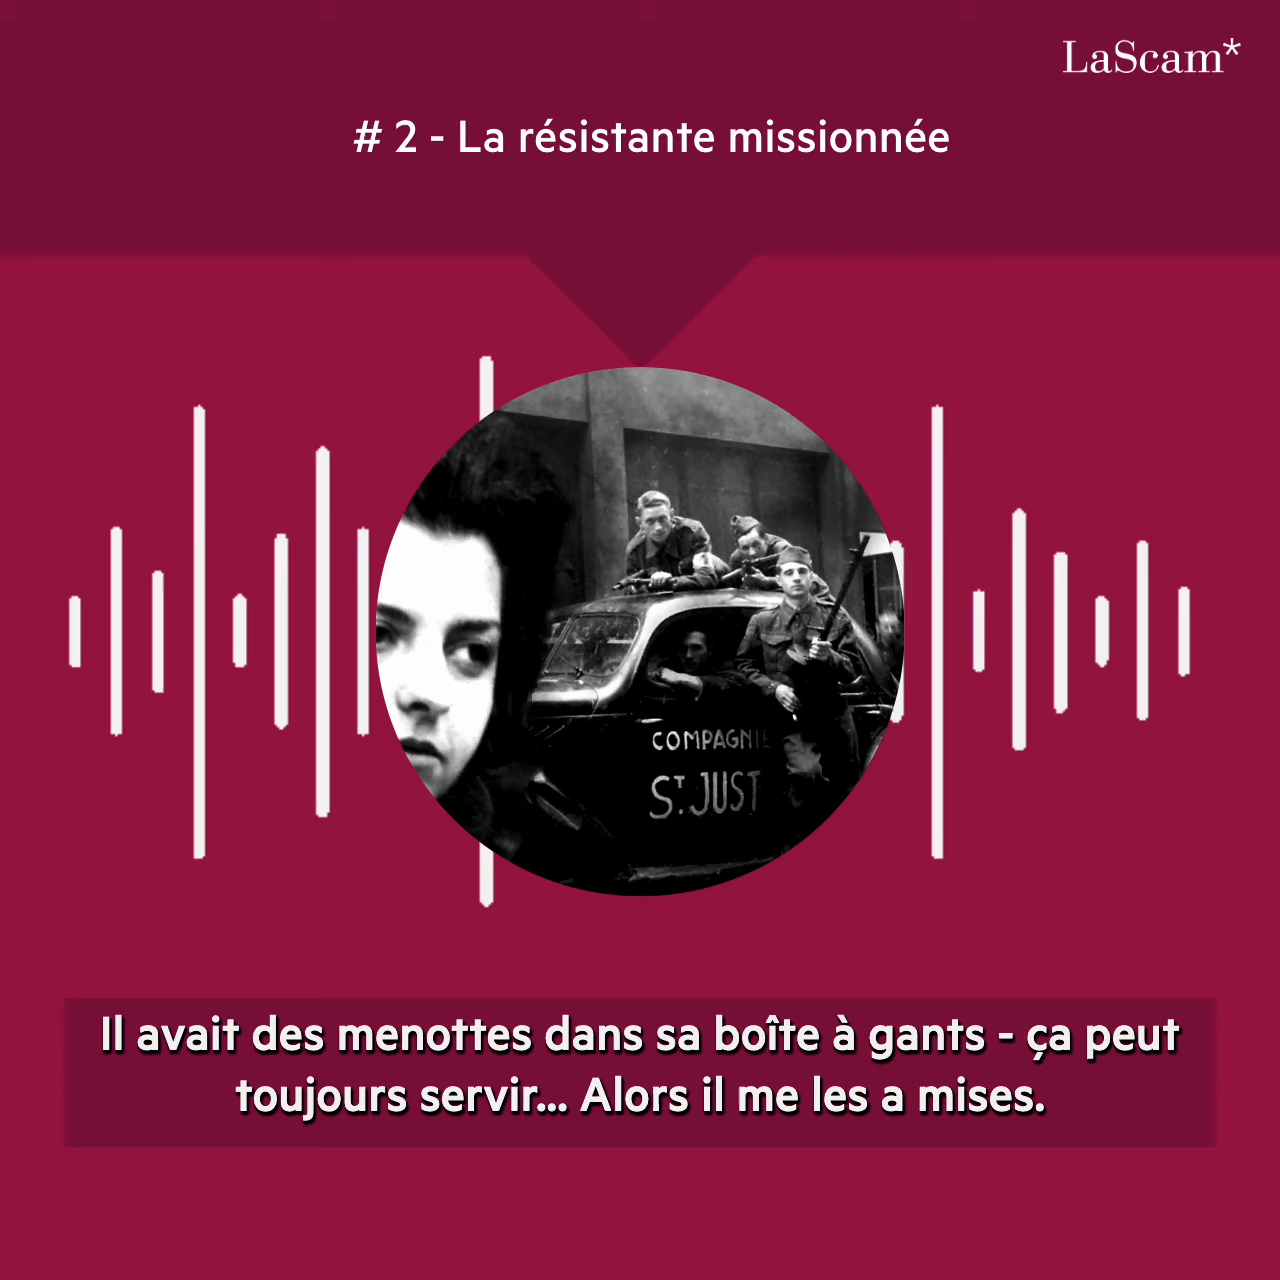 LaScam*
# 2 - La résistante missionnée
COMPAGNIE
ST. JUST
Il avait des menottes dans sa boîte à gants - ça peut
toujours servir... Alors il me les a mises.